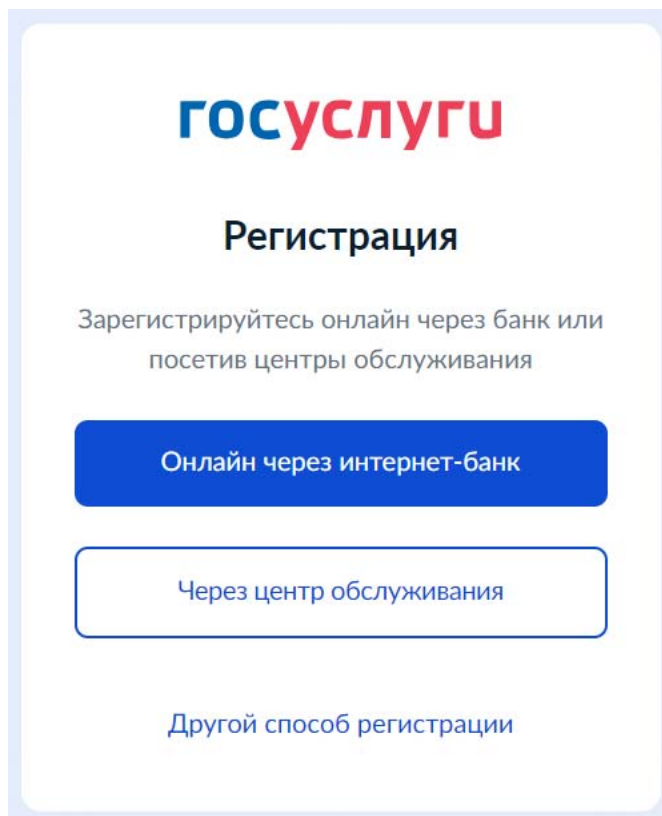 госуслуги
Регистрация
Зарегистрируйтесь онлайн через банк или
посетив центры обслуживания
Онлайн через интернет-банк
Через центр обслуживания
Другой способ регистрации